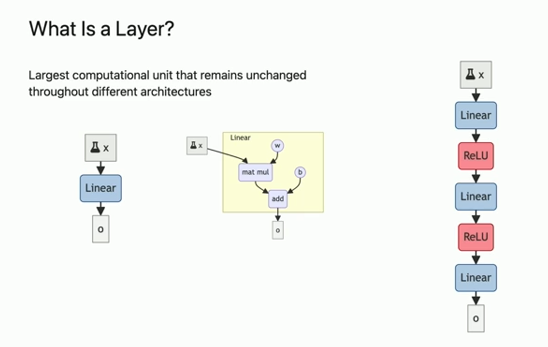 What Is a Layer?
Largest computational unit that remains unchanged
throughout different architectures
x
Linear
o
x
Linear
w
mat mul
b
add
o
x
Linear
ReLU
Linear
ReLU
Linear
o